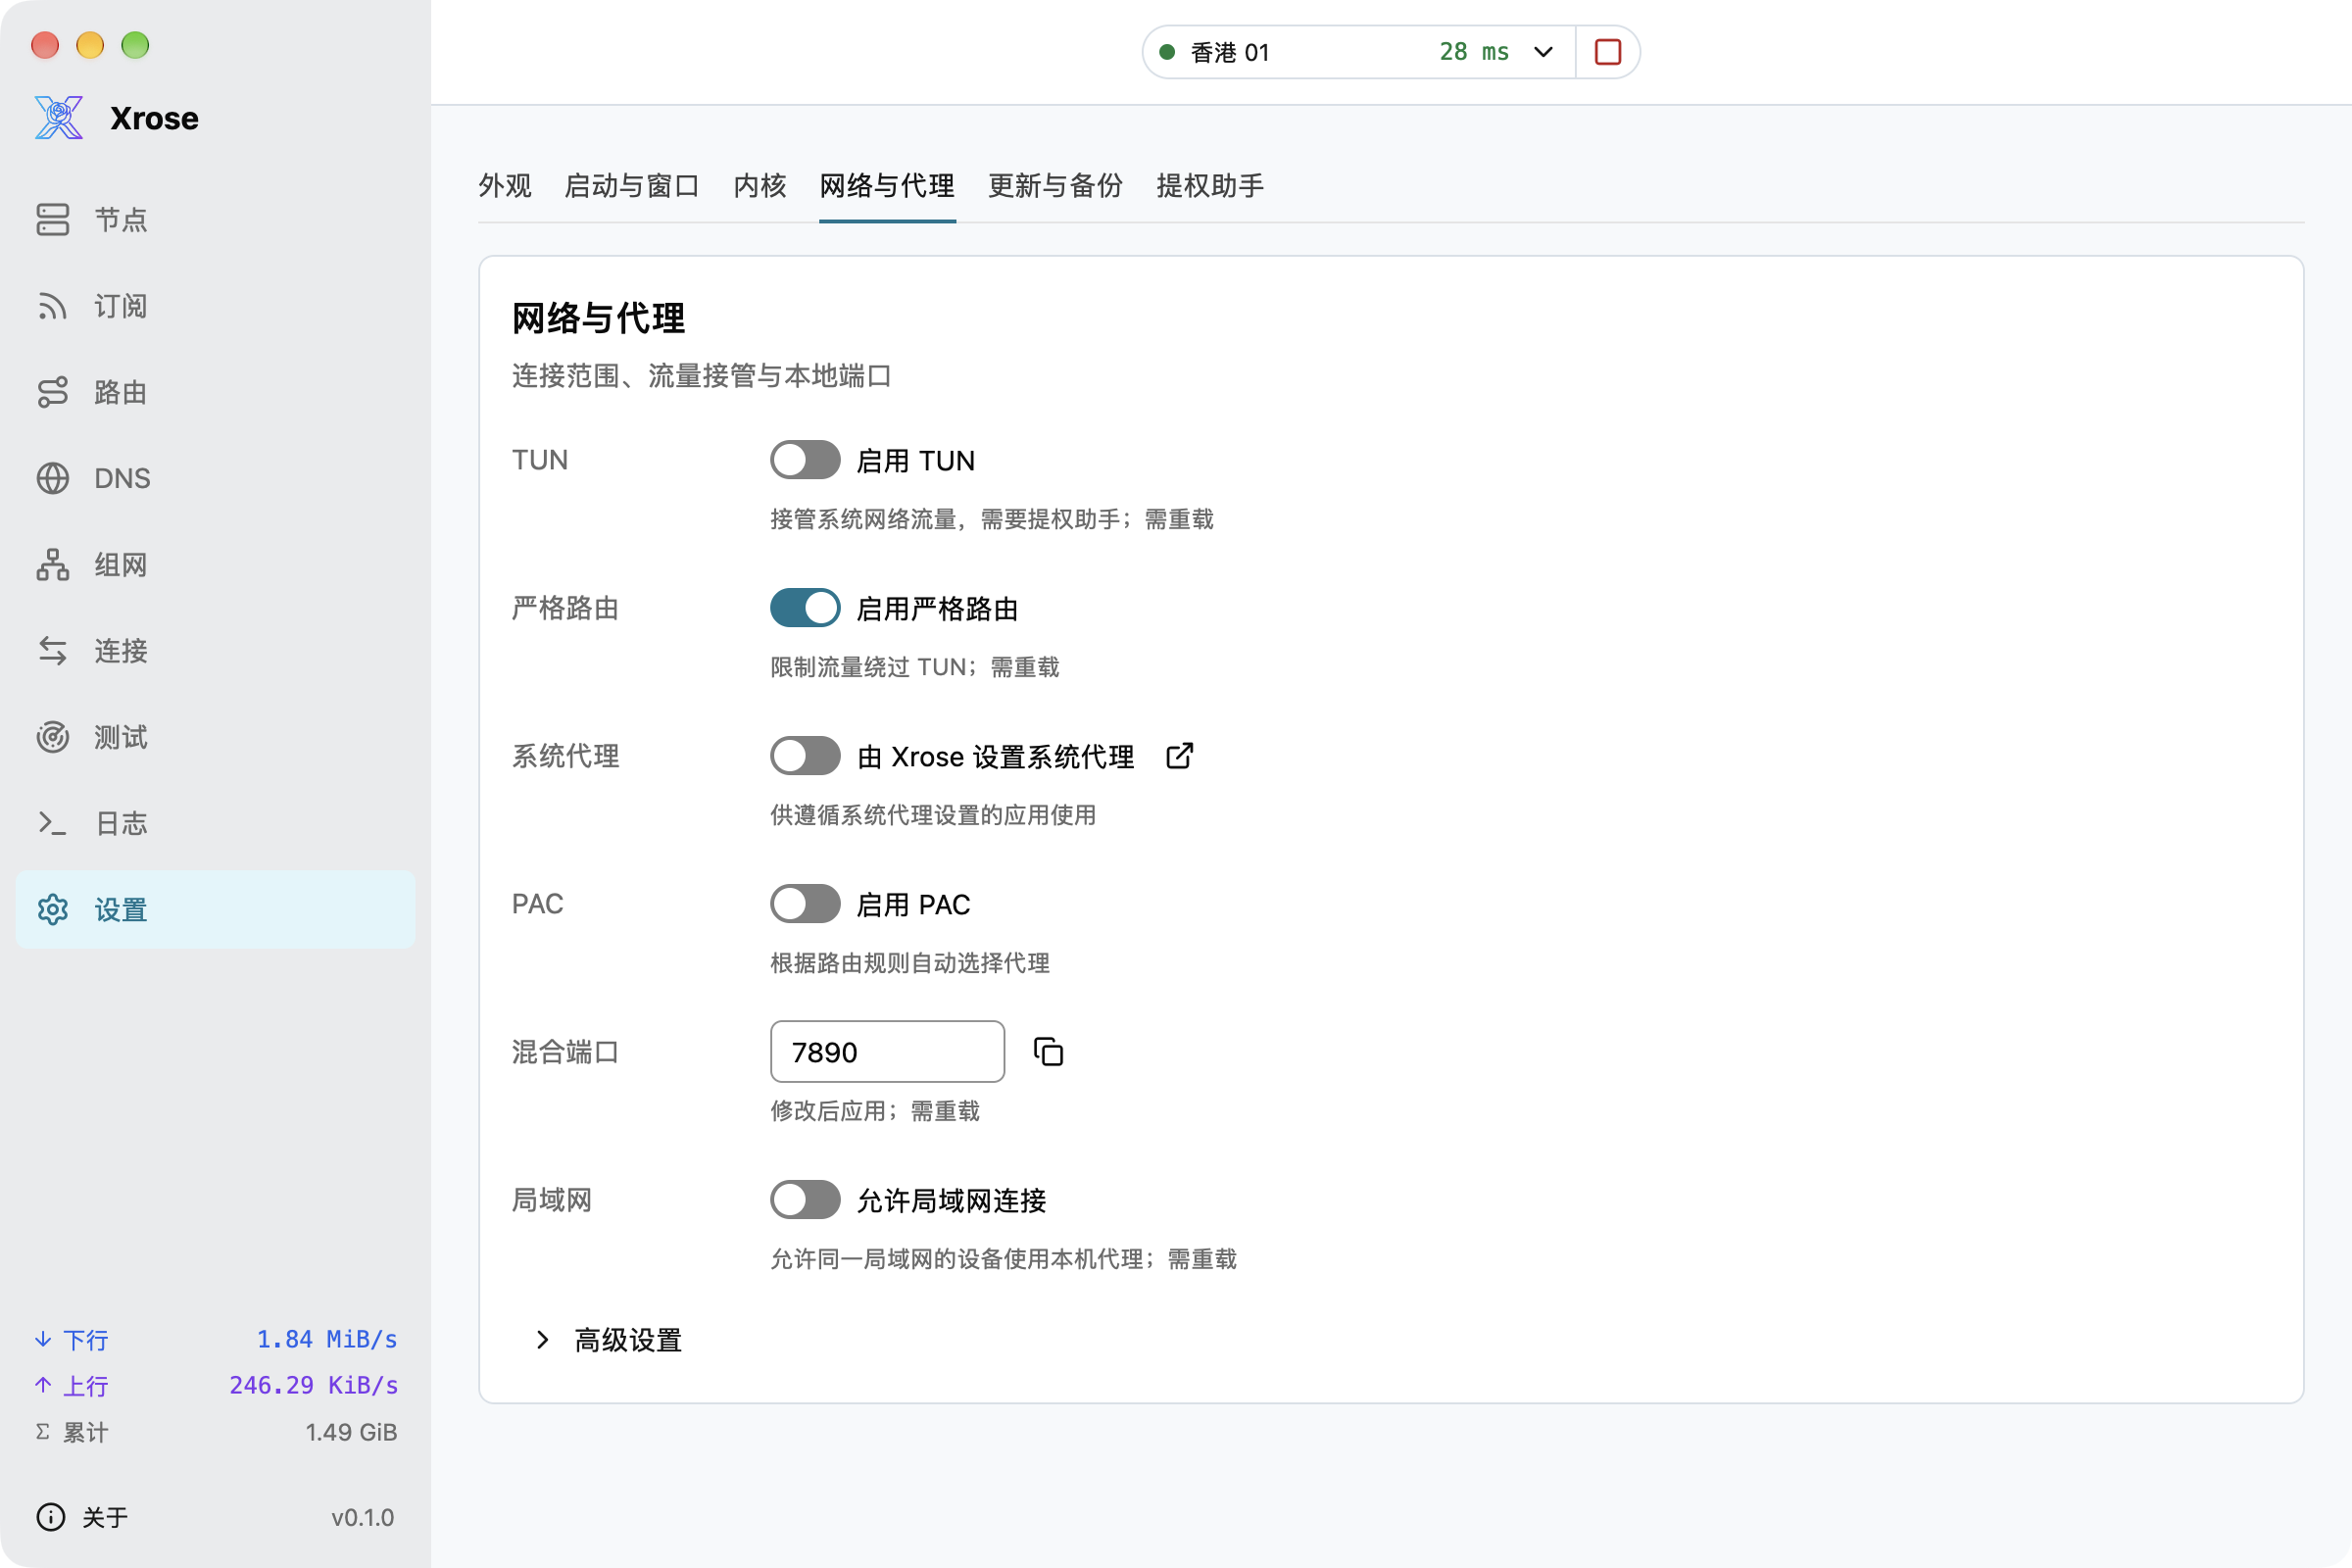 香港 01 28 ms
Xrose
节点
订阅
路由
DNS
组网
连接
测试
日志
设置
↓ 下行 1.84 MiB/s
↑ 上行 246.29 KiB/s
Σ 累计 1.49 GiB
关于 v0.1.0
外观 启动与窗口 内核 网络与代理 更新与备份 提权助手
网络与代理
连接范围、流量接管与本地端口
TUN 启用 TUN
接管系统网络流量，需要提权助手；需重载
严格路由 启用严格路由
限制流量绕过 TUN；需重载
系统代理 由 Xrose 设置系统代理
供遵循系统代理设置的应用使用
PAC 启用 PAC
根据路由规则自动选择代理
混合端口 7890
修改后应用；需重载
局域网 允许局域网连接
允许同一局域网的设备使用本机代理；需重载
高级设置